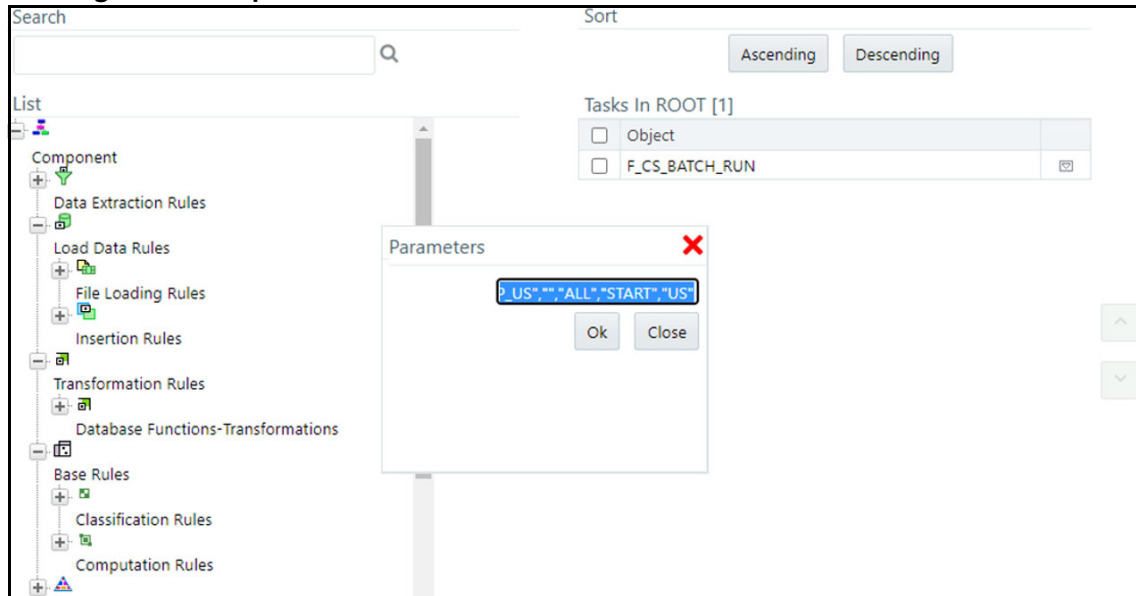 Search
Sort
Ascending
Descending
List
Tasks In ROOT [1]
Object
Component
F_CS_BATCH_RUN
Data Extraction Rules
Load Data Rules
Parameters
File Loading Rules
P_US","","ALL","START","US"
Insertion Rules
Ok
Close
Transformation Rules
Database Functions-Transformations
Base Rules
Classification Rules
Computation Rules